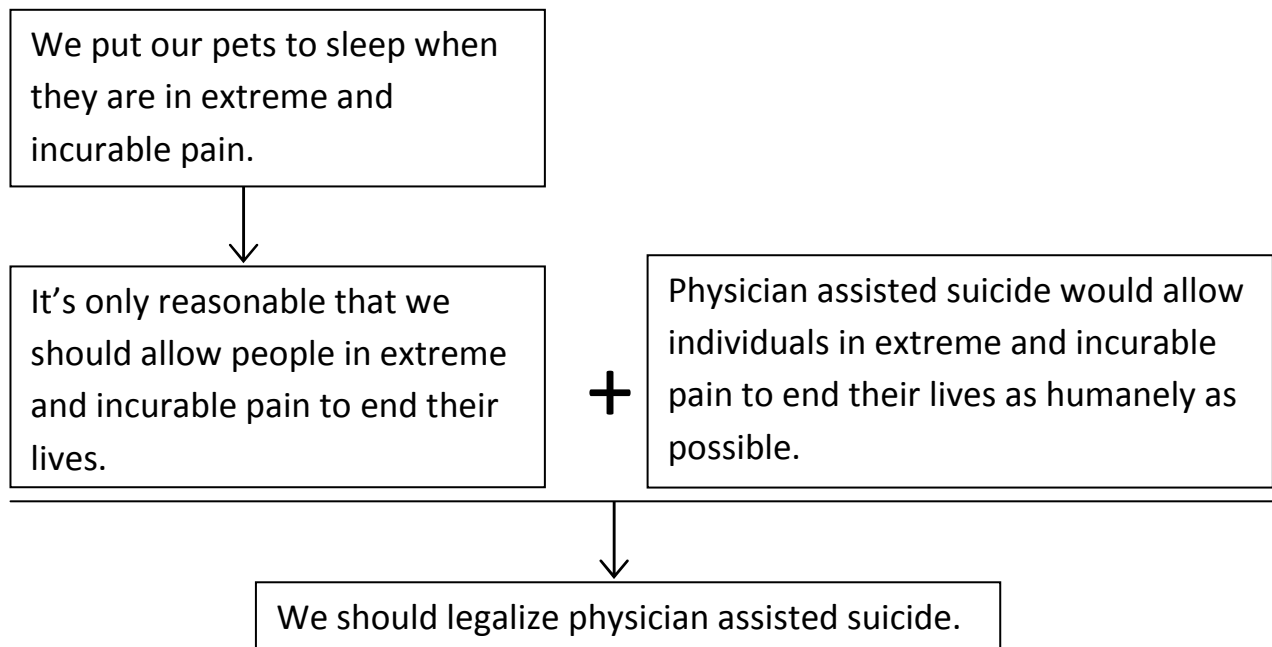 We put our pets to sleep when
they are in extreme and
incurable pain.
It’s only reasonable that we
should allow people in extreme
and incurable pain to end their
lives.
+
Physician assisted suicide would allow
individuals in extreme and incurable
pain to end their lives as humanely as
possible.
We should legalize physician assisted suicide.